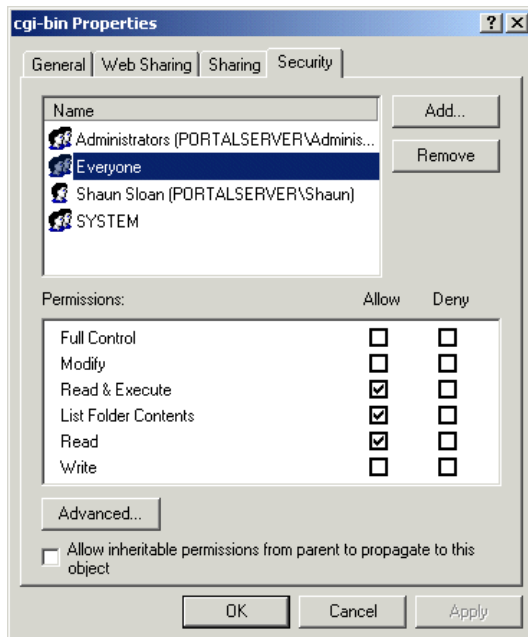 cgi-bin Properties
General Web Sharing Sharing Security
Name
Administrators (PORTALSERVER\Adminis...
Everyone
Shaun Sloan (PORTALSERVER\Shaun)
SYSTEM
Add...
Remove
Permissions: Allow Deny
Full Control
Modify
Read & Execute
List Folder Contents
Read
Write
Advanced...
Allow inheritable permissions from parent to propagate to this
object
OK Cancel Apply